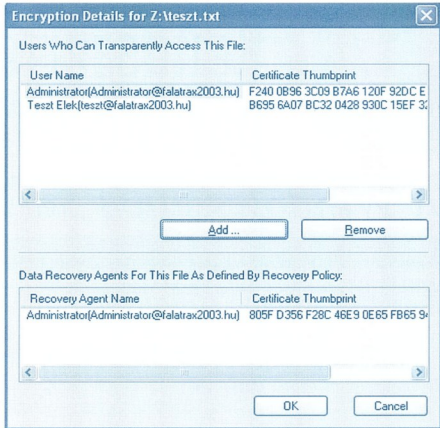 Encryption Details for Z:\teszt.txt
Users Who Can Transparently Access This File:
User Name Certificate Thumbprint
Administrator(Administrator@falatrax2003.hu) F240 0B96 3C09 B7A6 120F 92DC E
Teszt Elek(teszt@falatrax2003.hu) B695 6A07 BC32 0428 930C 15EF 32
Add ... Remove
Data Recovery Agents For This File As Defined By Recovery Policy:
Recovery Agent Name Certificate Thumbprint
Administrator(Administrator@falatrax2003.hu) 805F D356 F28C 46E9 0E65 FB65 94
OK Cancel